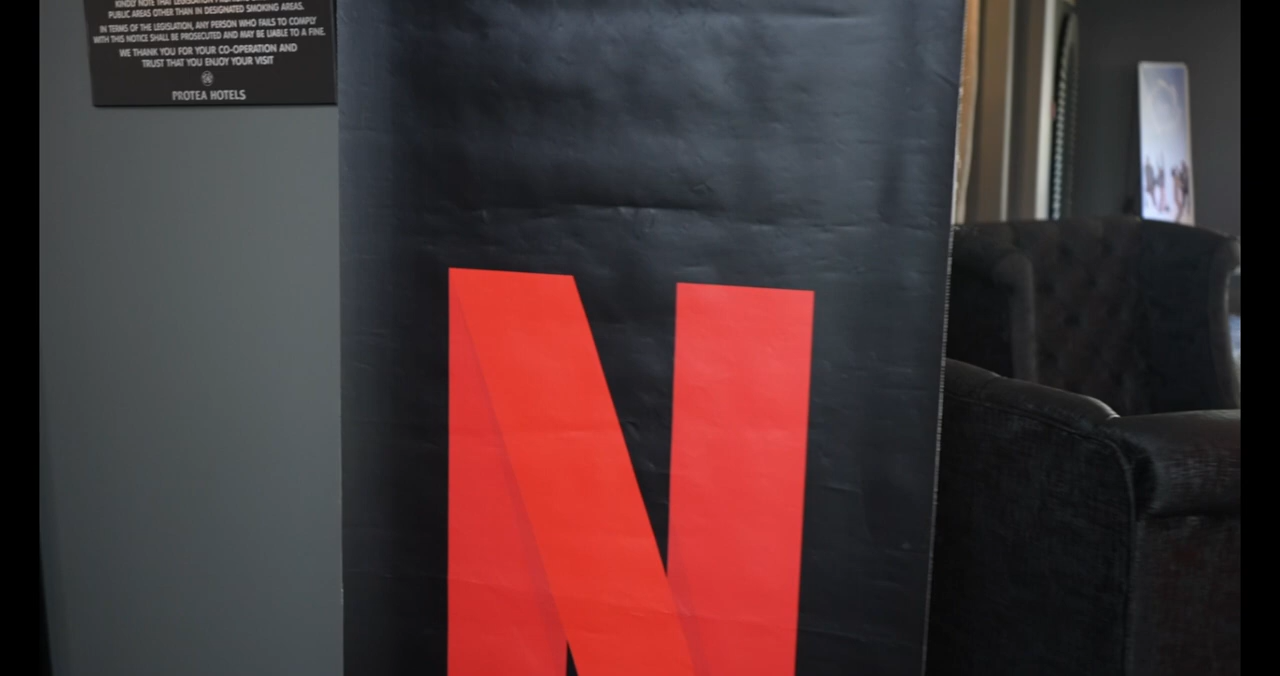 KINDLY NOTE THAT LEGISLATION
PUBLIC AREAS OTHER THAN IN DESIGNATED SMOKING AREAS.
IN TERMS OF THE LEGISLATION, ANY PERSON WHO FAILS TO COMPLY
WITH THIS NOTICE SHALL BE PROSECUTED AND MAY BE LIABLE TO A FINE.
WE THANK YOU FOR YOUR CO-OPERATION AND
TRUST THAT YOU ENJOY YOUR VISIT
PROTEA HOTELS
N